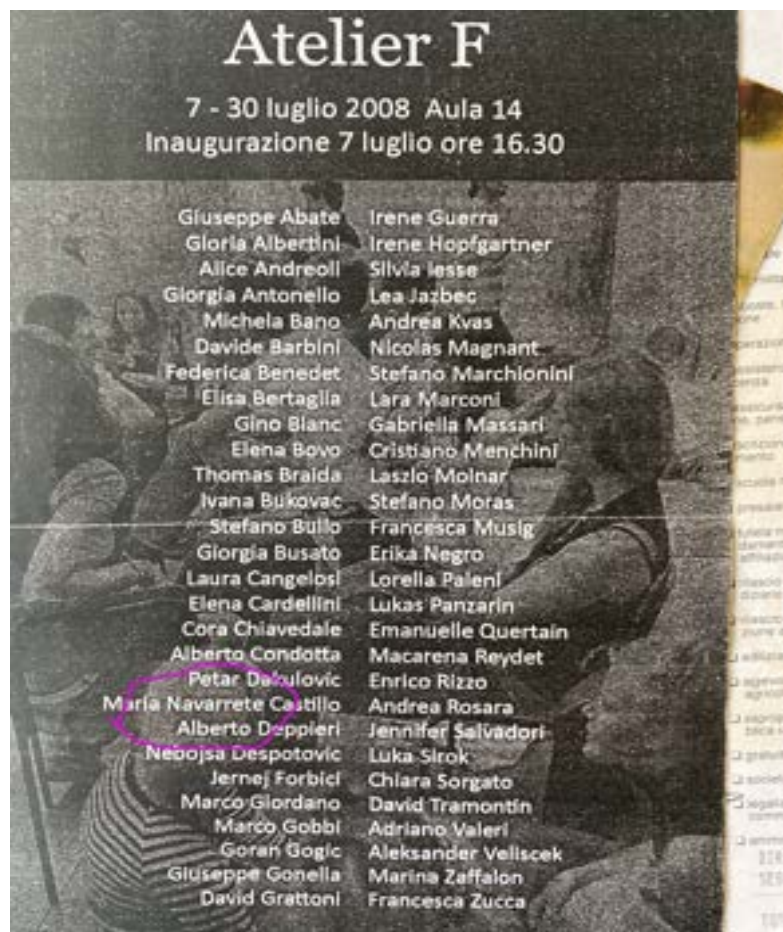 Atelier F
7 - 30 luglio 2008 Aula 14
Inaugurazione 7 luglio ore 16.30
Giuseppe Abate Irene Guerra
Gloria Albertini Irene Hopfgartner
Alice Andreoli Silvia Iesse
Giorgia Antonello Lea Jazbec
Michela Bano Andrea Kvas
Davide Barbini Nicolas Magnant
Federica Benedet Stefano Marchionini
Elisa Bertaglia Lara Marconi
Gino Blanc Gabriella Massari
Elena Bovo Cristiano Menchini
Thomas Braida Laszlo Molnar
Ivana Bukovac Stefano Moras
Stefano Bullo Francesca Musig
Giorgia Busato Erika Negro
Laura Cangelosi Lorella Paleni
Elena Cardellini Lukas Panzarin
Cora Chiavedale Emanuelle Quertain
Alberto Condotta Macarena Reydet
Petar Dakulovic Enrico Rizzo
Maria Navarrete Castillo Andrea Rosara
Alberto Deppieri Jennifer Salvadori
Nebojsa Despotovic Luka Sirok
Jernej Forbici Chiara Sorgato
Marco Giordano David Tramontin
Marco Gobbi Adriano Valeri
Goran Gogic Aleksander Veliscek
Giuseppe Gonella Marina Zaffalon
David Grattoni Francesca Zucca